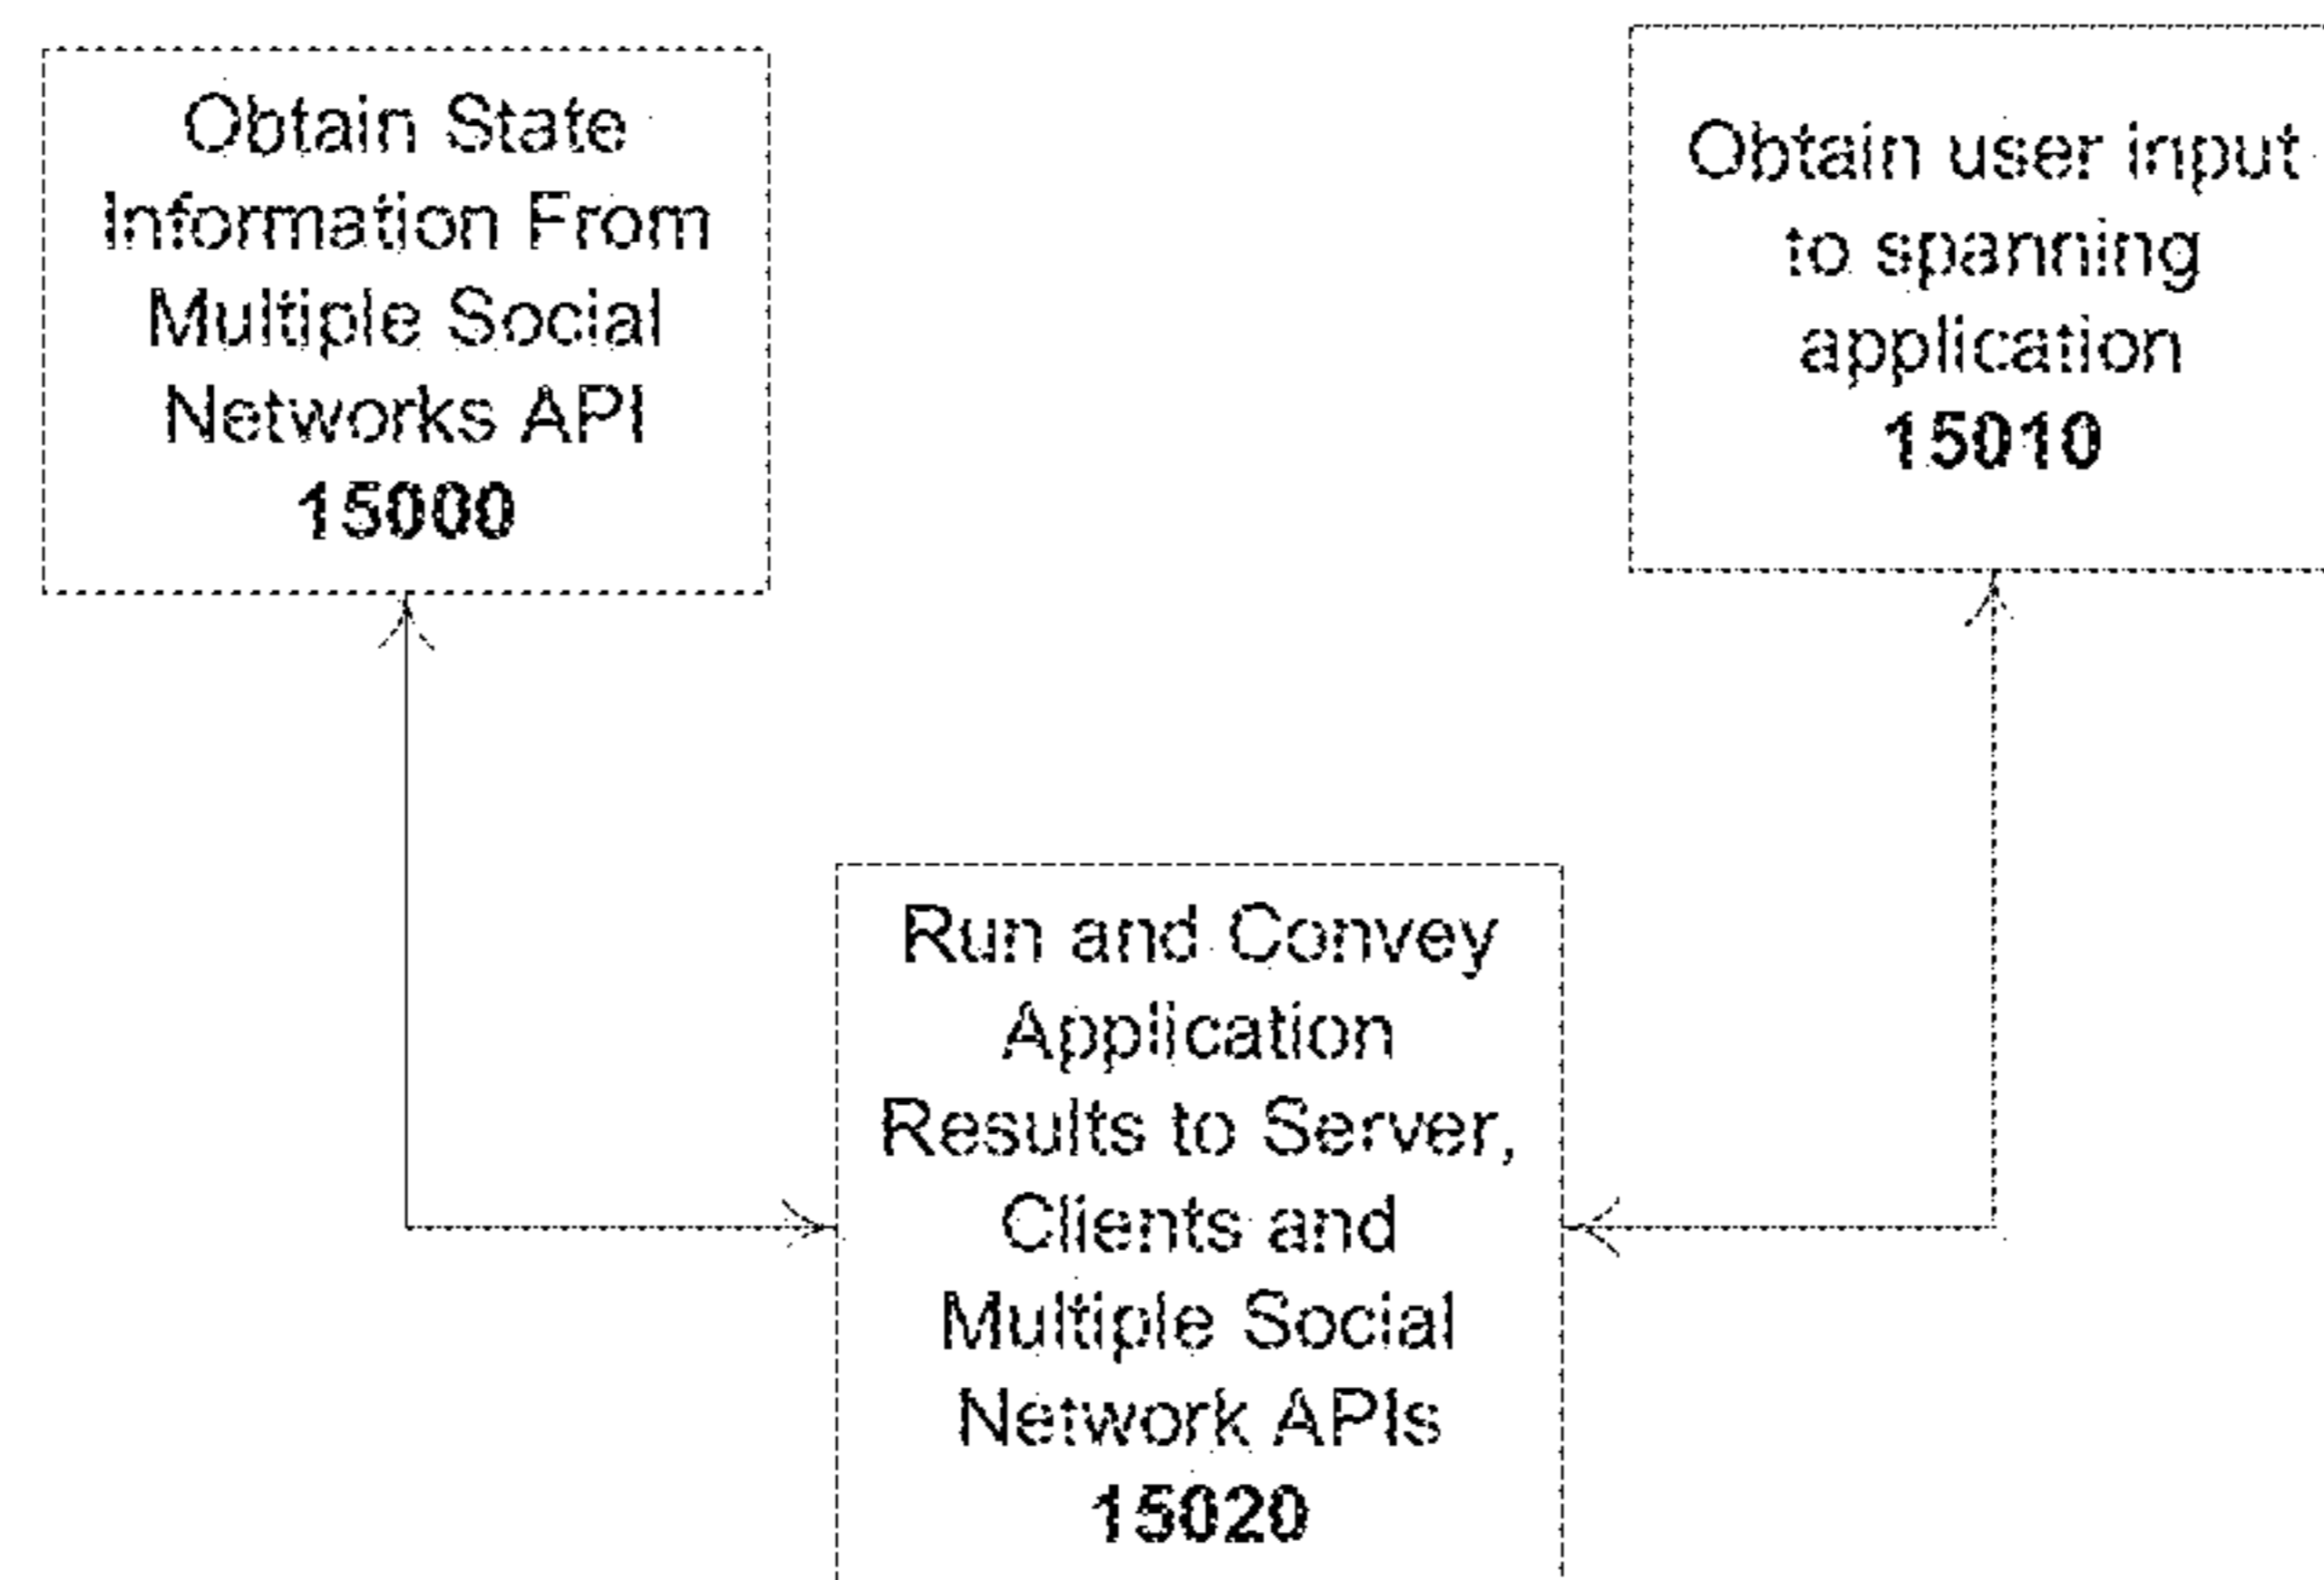 Obtain State
Information From
Multiple Social
Networks API
15000
Obtain user input
to spanning
application
15010
Run and Convey
Application
Results to Server,
Clients and
Multiple Social
Network APIs
15020